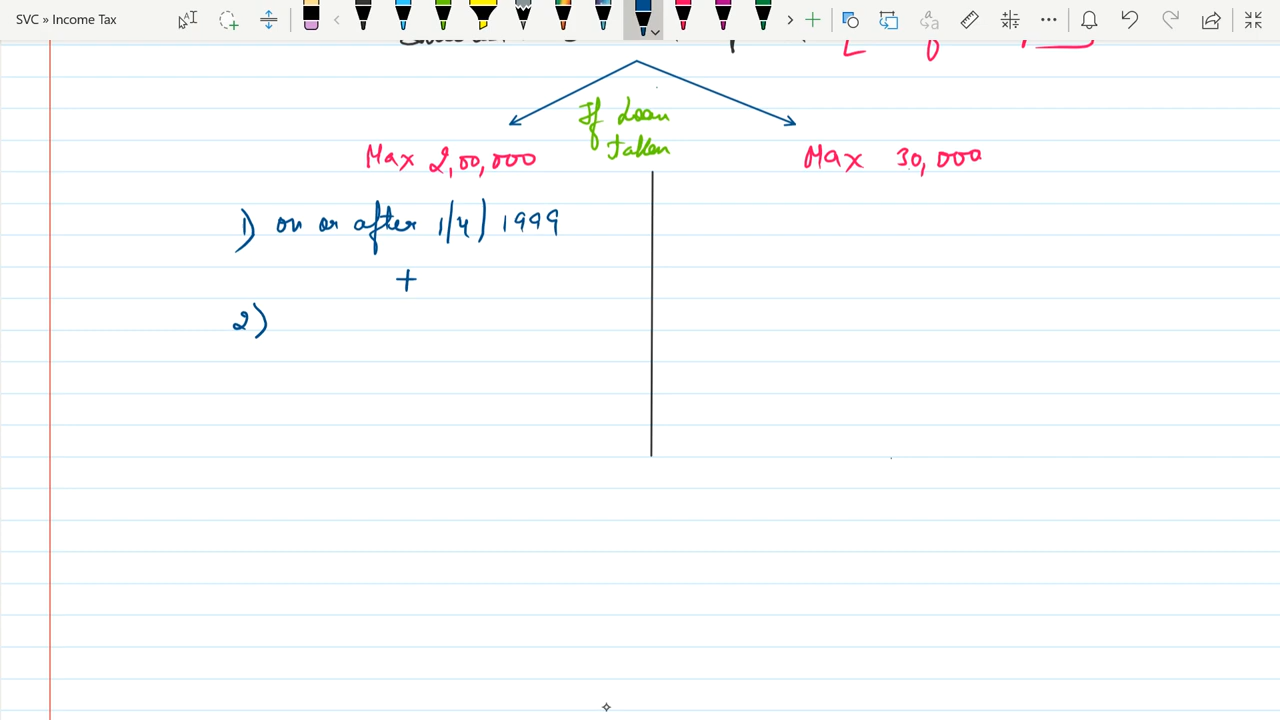 SVC » Income Tax
If Loan
Taken
Max 2,00,000
Max 30,000
1) on or after 1/4/1999
+
2)